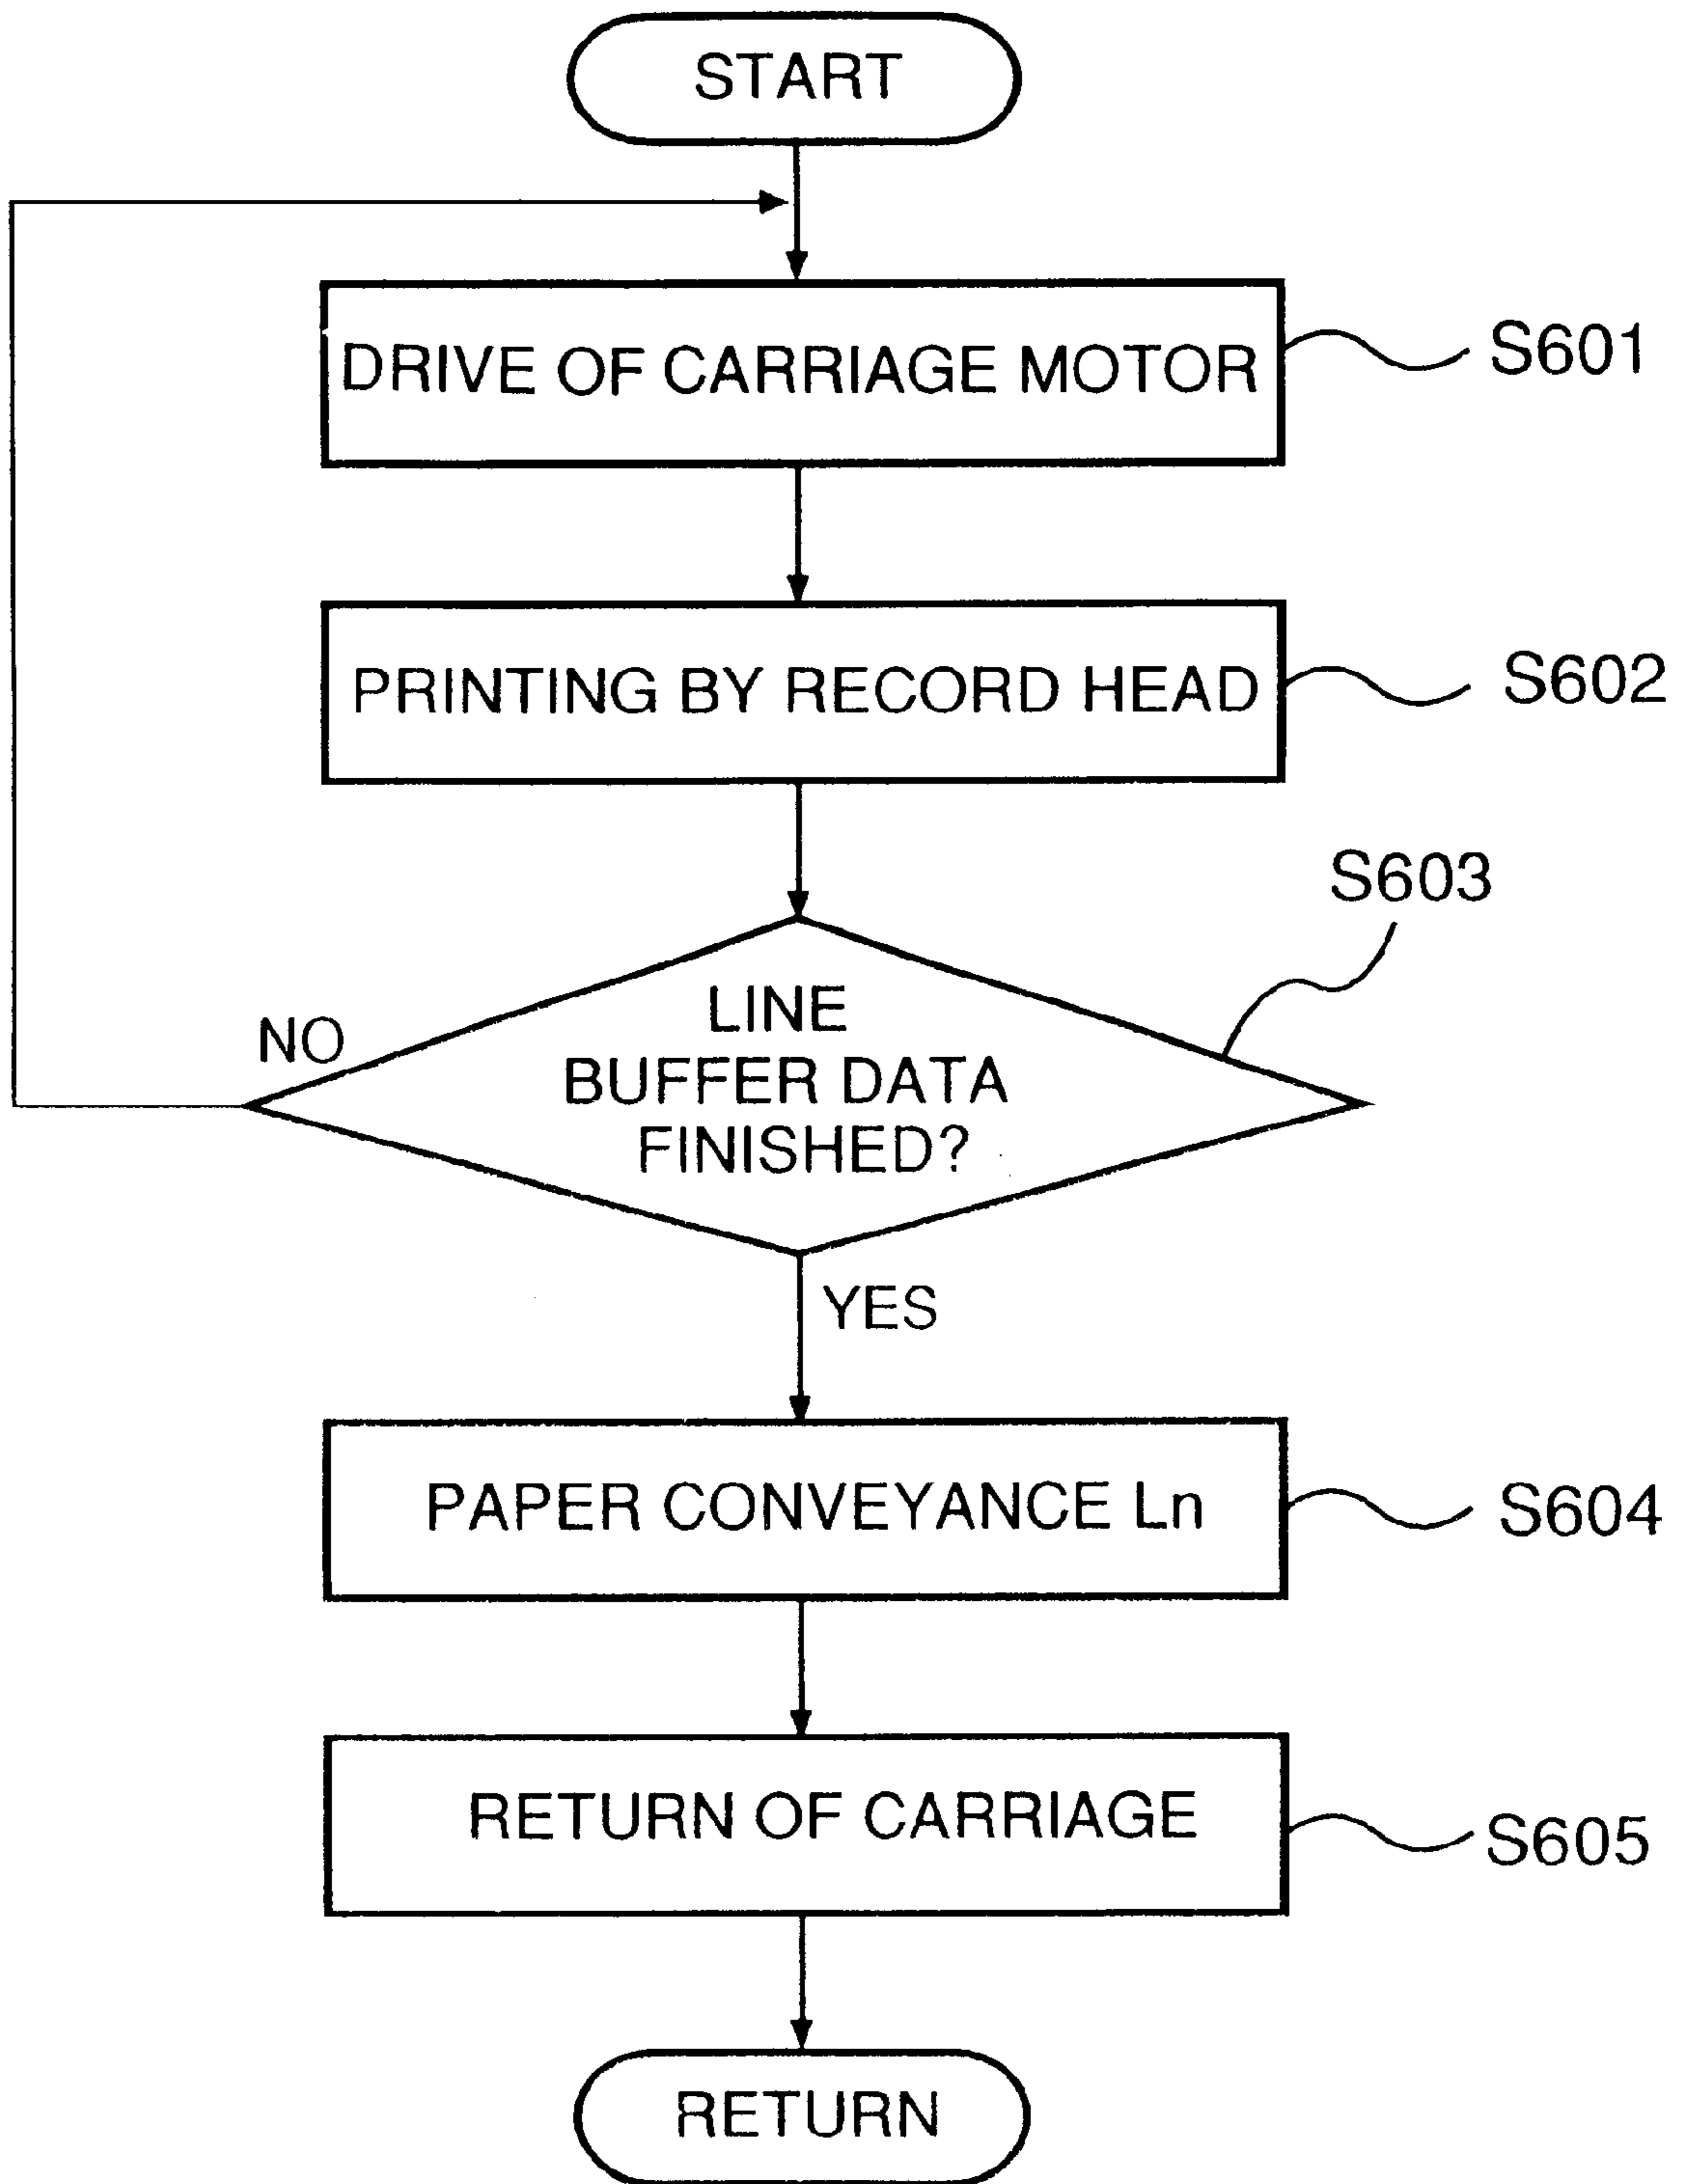 START
DRIVE OF CARRIAGE MOTOR
S601
PRINTING BY RECORD HEAD
S602
S603
LINE
BUFFER DATA
FINISHED?
NO
YES
PAPER CONVEYANCE Ln
S604
RETURN OF CARRIAGE
S605
RETURN